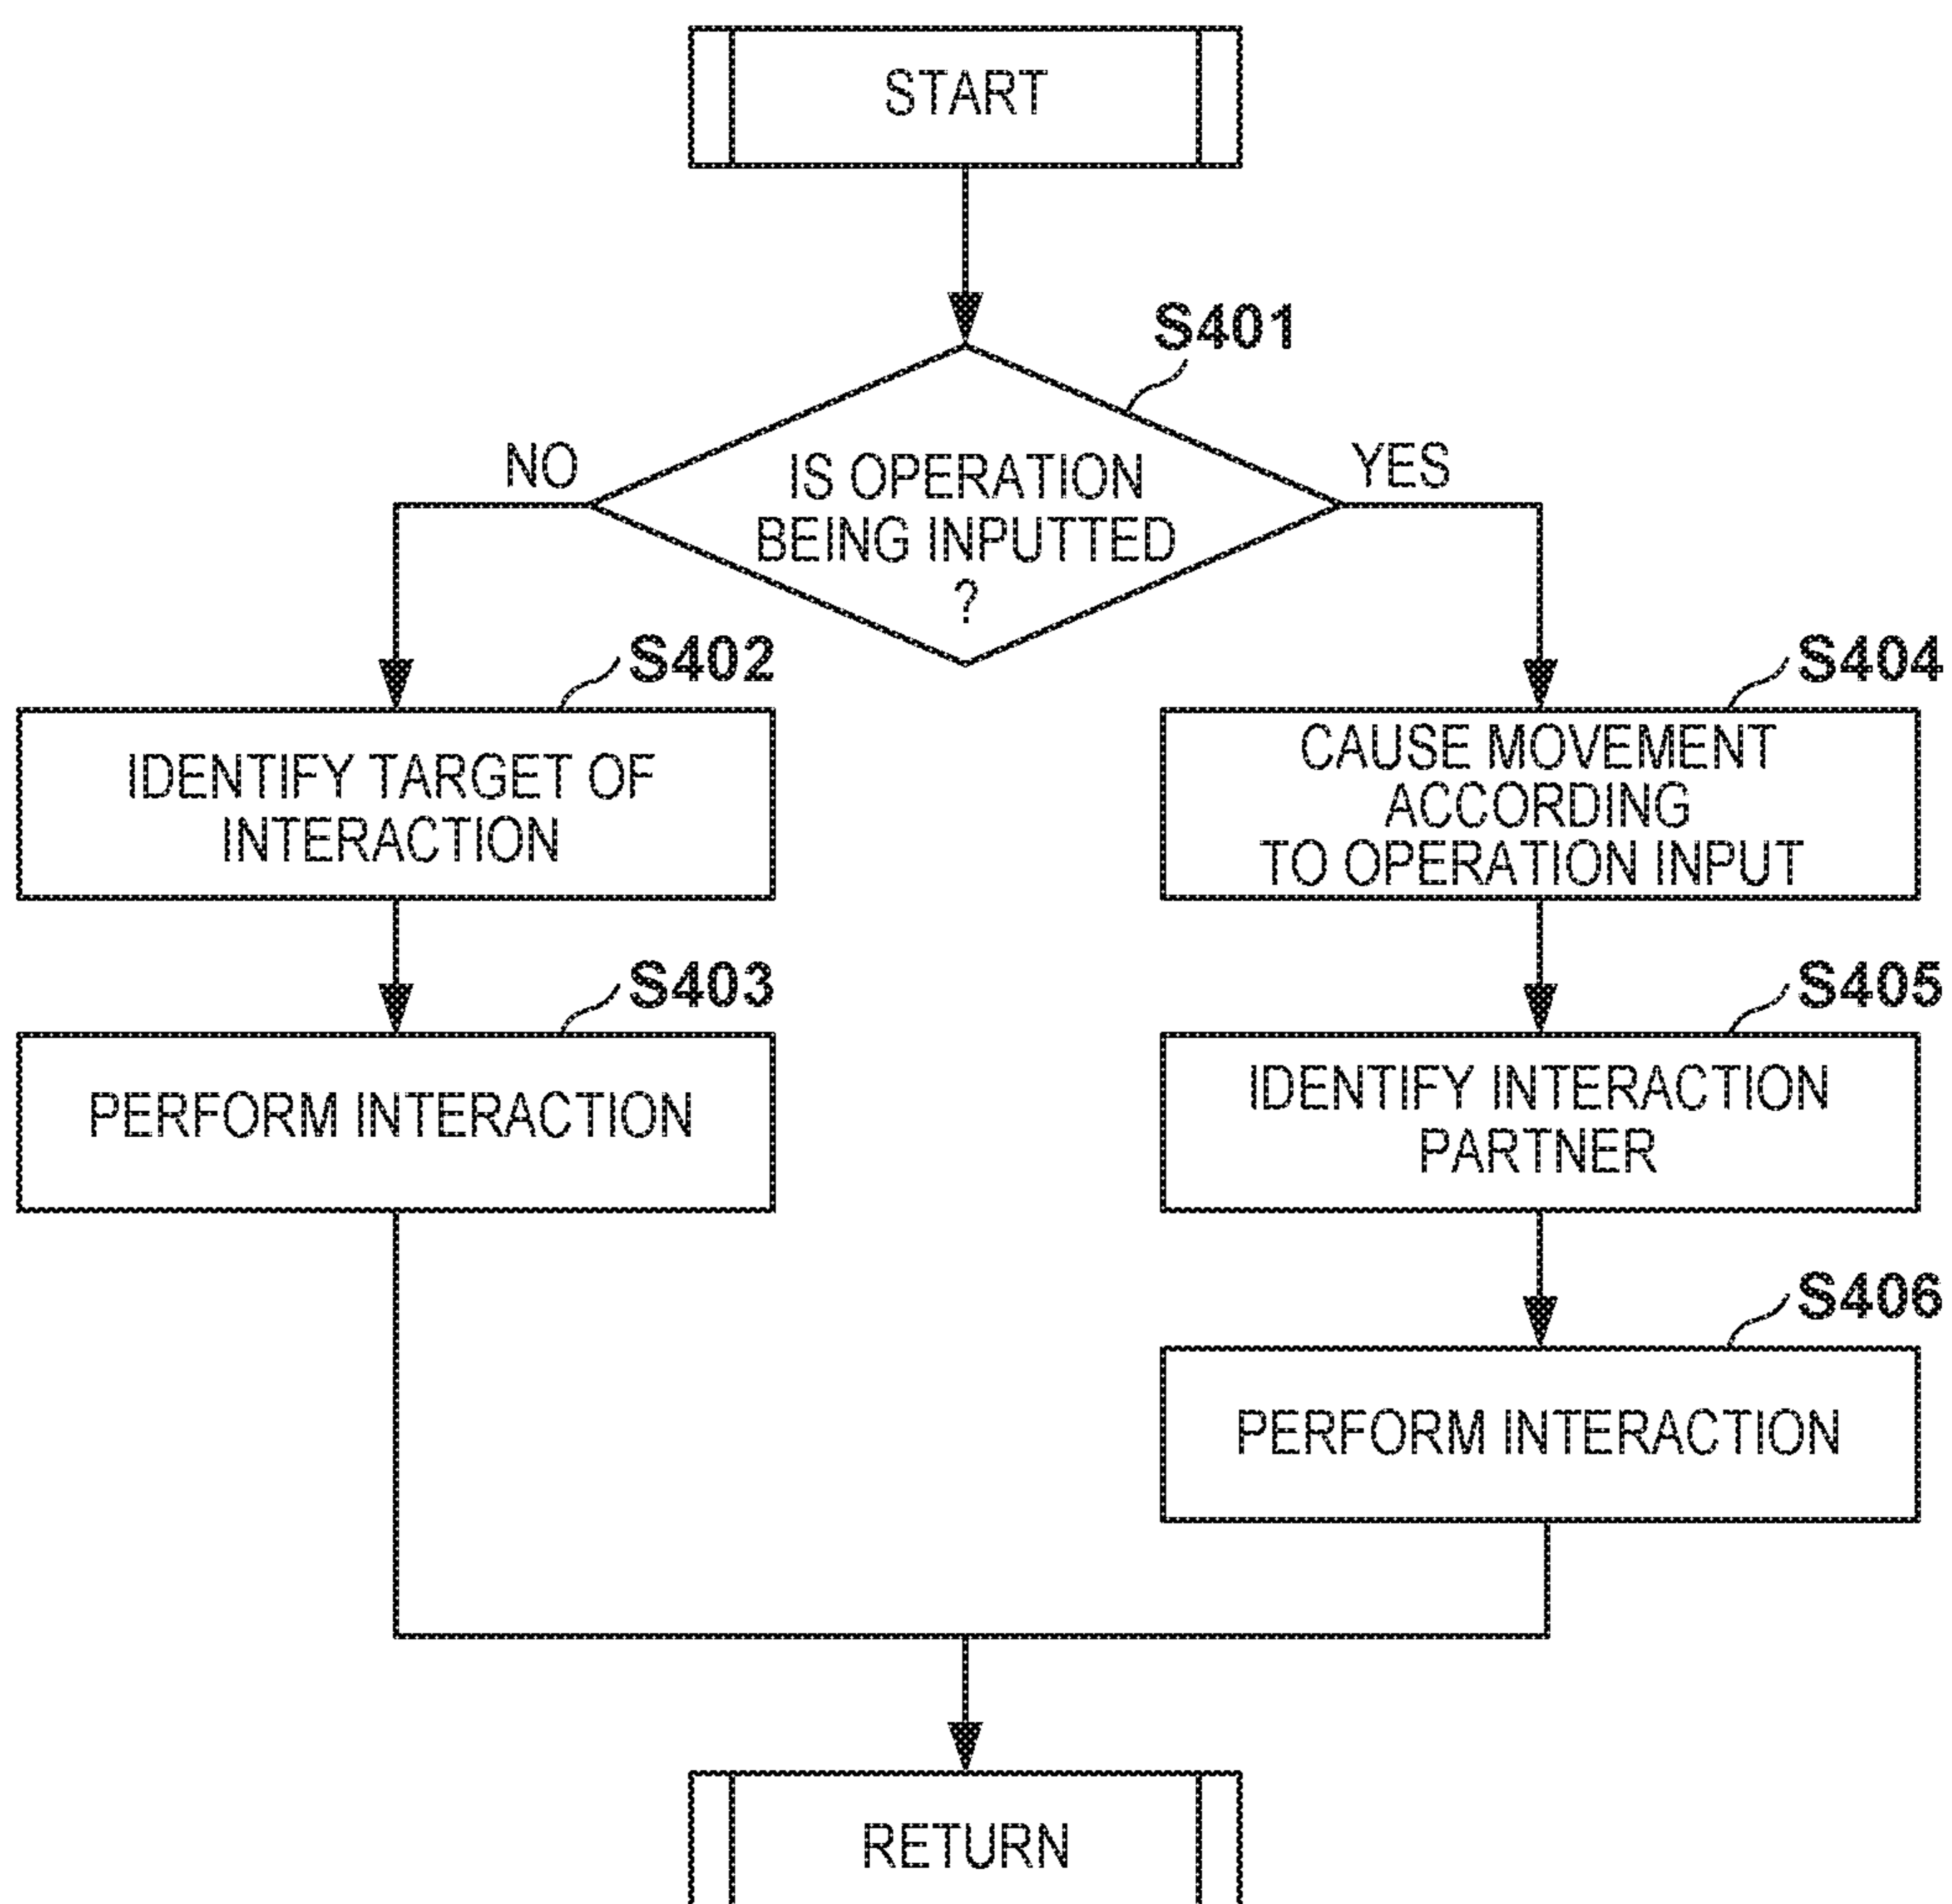 START
S401
NO
YES
IS OPERATION
BEING INPUTTED
?
S402
S404
IDENTIFY TARGET OF
INTERACTION
CAUSE MOVEMENT
ACCORDING
TO OPERATION INPUT
S403
S405
PERFORM INTERACTION
IDENTIFY INTERACTION
PARTNER
S406
PERFORM INTERACTION
RETURN